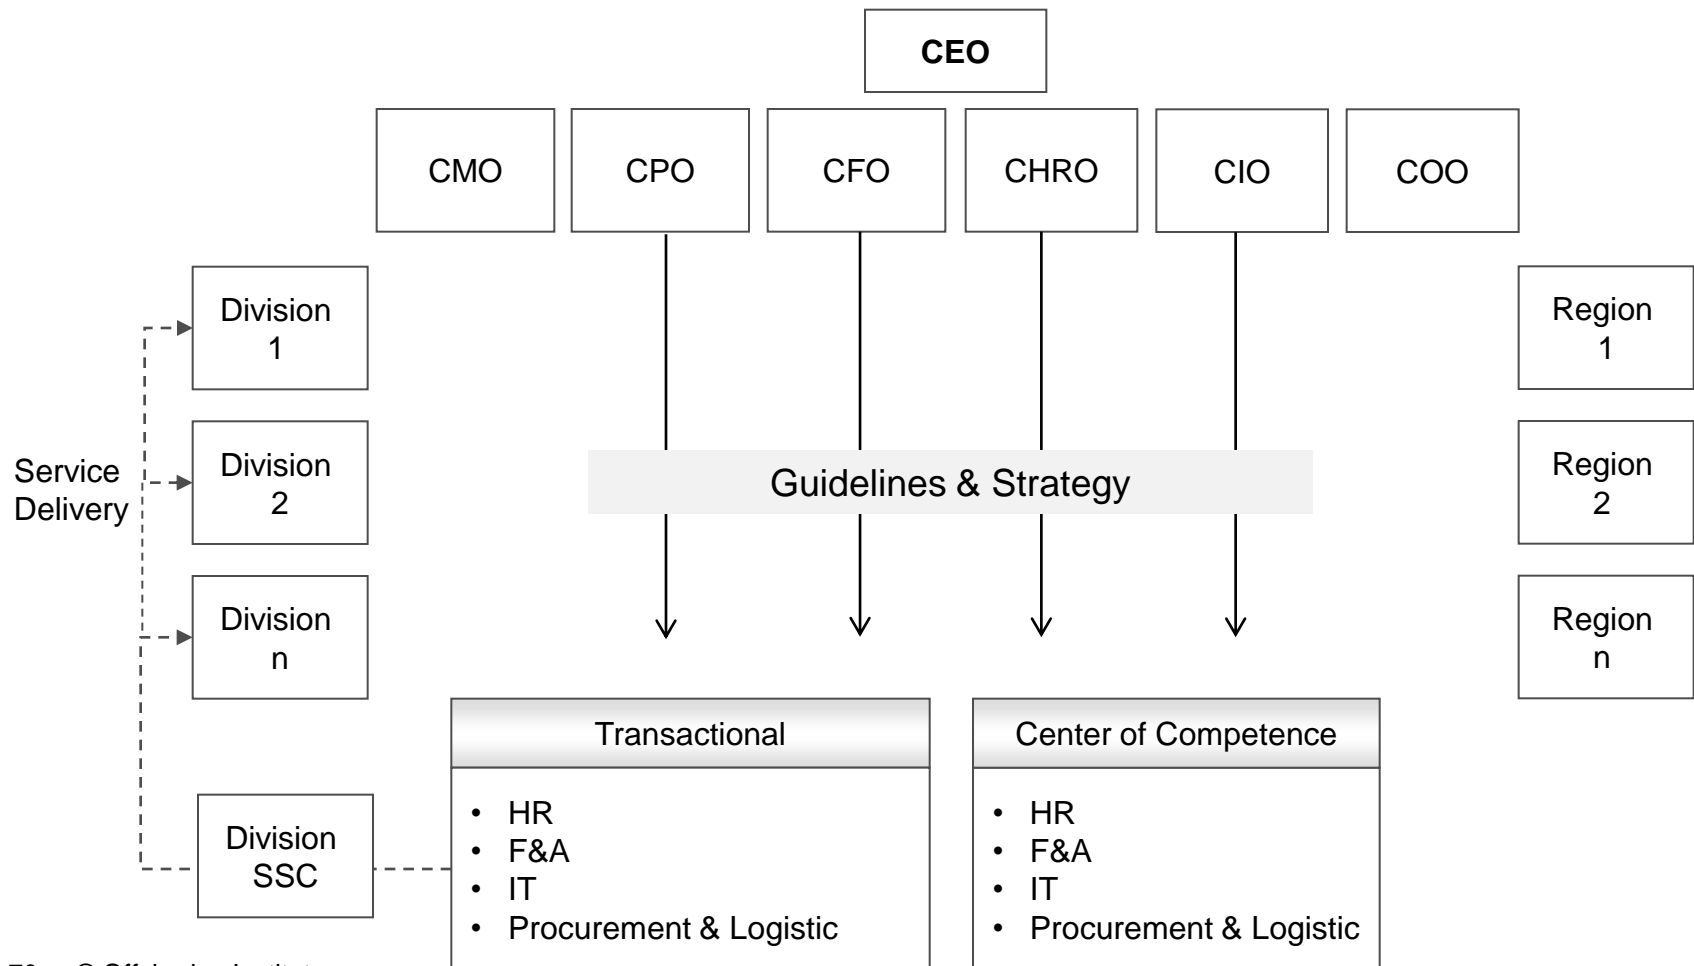 CEO
CMO
CPO
CFO
CHRO
CIO
COO
Division
1
Region
1
Service
Delivery
Division
2
Guidelines & Strategy
Region
2
Division
n
Region
n
Transactional
Center of Competence
Division
SSC
• HR
• F&A
• IT
• Procurement & Logistic
• HR
• F&A
• IT
• Procurement & Logistic